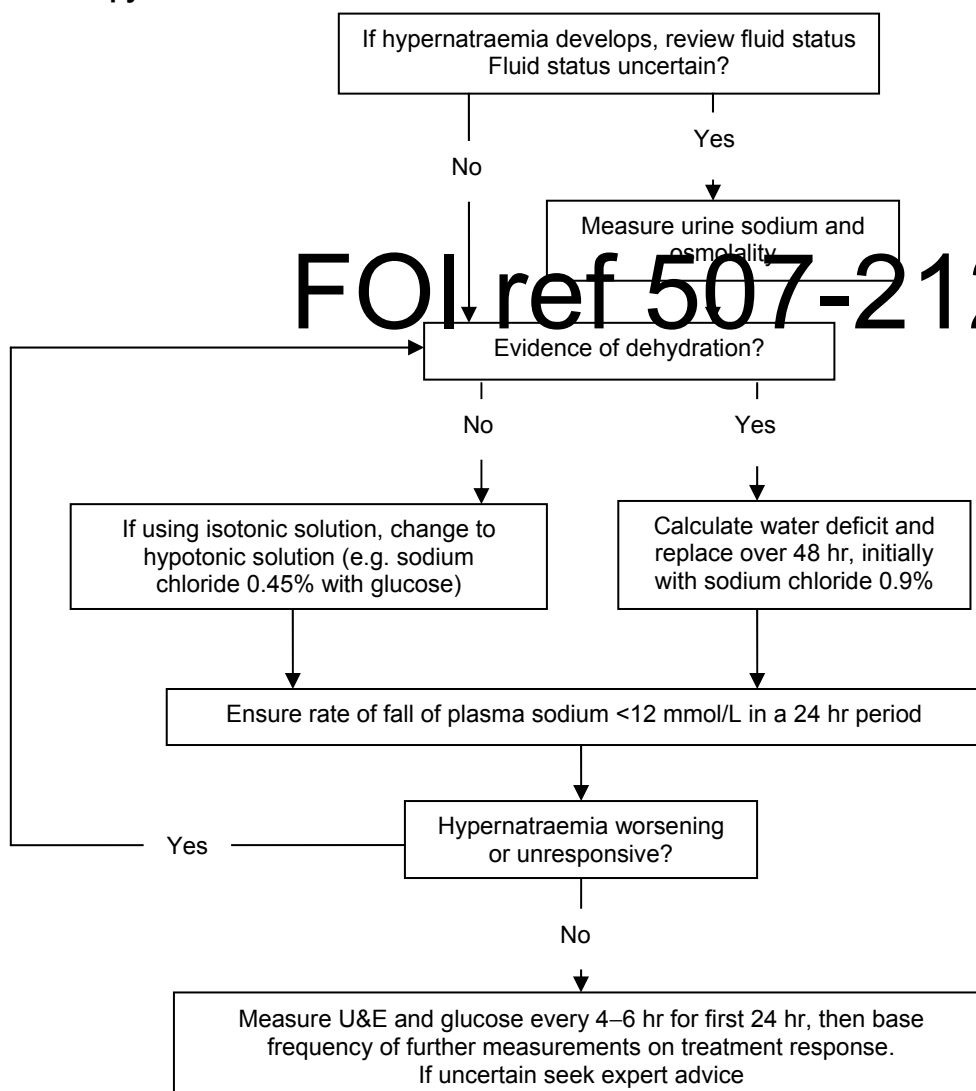 If hypernatraemia develops, review fluid status
Fluid status uncertain?
No
Yes
Measure urine sodium and
osmolality
FOI ref 507-212
Evidence of dehydration?
No
Yes
If using isotonic solution, change to
hypotonic solution (e.g. sodium
chloride 0.45% with glucose)
Calculate water deficit and
replace over 48 hr, initially
with sodium chloride 0.9%
Ensure rate of fall of plasma sodium <12 mmol/L in a 24 hr period
Hypernatraemia worsening
or unresponsive?
Yes
No
Measure U&E and glucose every 4–6 hr for first 24 hr, then base
frequency of further measurements on treatment response.
If uncertain seek expert advice